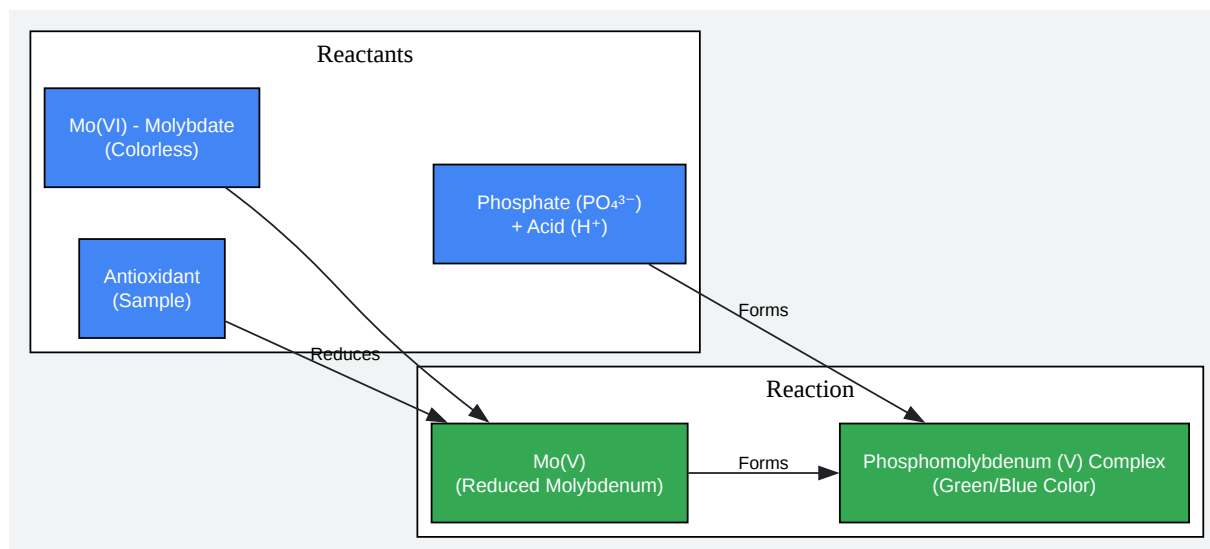 Reactants
Mo(VI) - Molybdate
(Colorless)
Phosphate (PO₄³⁻)
+ Acid (H⁺)
Antioxidant
(Sample)
Forms
Reduces
Reaction
Mo(V)
(Reduced Molybdenum)
Forms
Phosphomolybdenum (V) Complex
(Green/Blue Color)